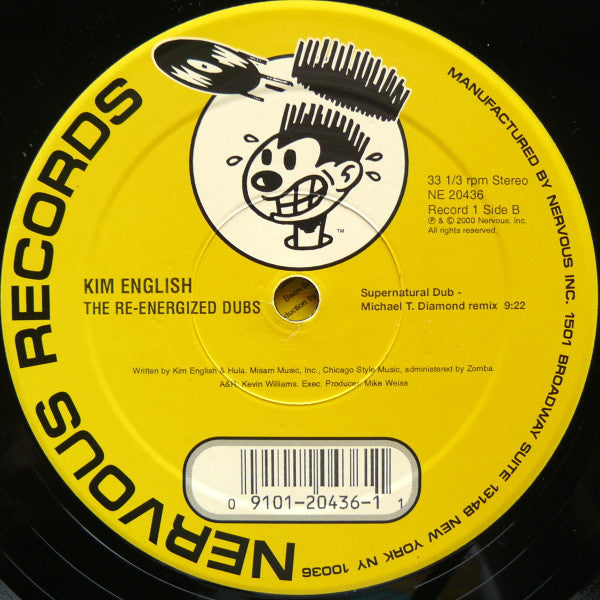 NERVOUS RECORDS
MANUFACTURED BY NERVOUS INC. 1501 BROADWAY SUITE 1314B NEW YORK NY 10036
™
33 1/3 rpm Stereo
NE 20436
Record 1 Side B
℗ & © 2000 Nervous, Inc.
All rights reserved.
KIM ENGLISH
THE RE-ENERGIZED DUBS
Supernatural Dub -
Michael T. Diamond remix 9:22
Written by Kim English & Hula. Misam Music, Inc., Chicago Style Music, administered by Zomba.
A&R: Kevin Williams. Exec. Producer: Mike Weiss
0 9101-20436-1 1